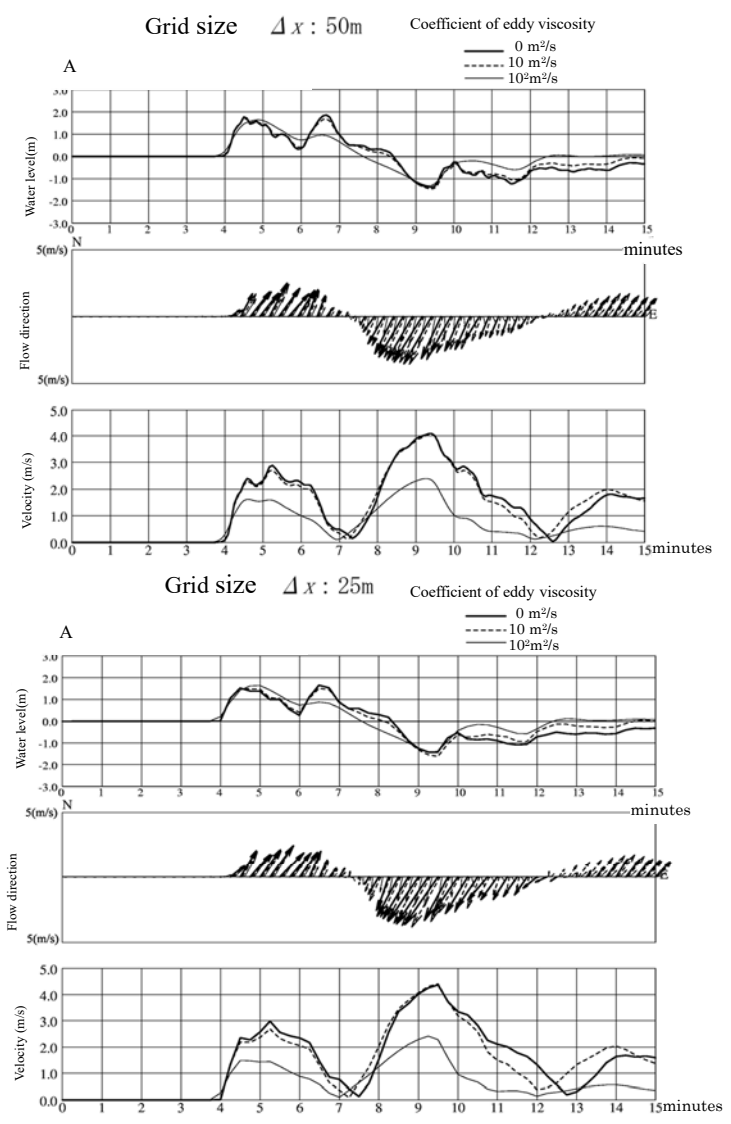 Grid size Δx : 50m
Coefficient of eddy viscosity
0 m²/s
10 m²/s
10²m²/s
A
Water level(m)
3.0
2.0
1.0
0.0
-1.0
-2.0
-3.0
0 1 2 3 4 5 6 7 8 9 10 11 12 13 14 15
minutes
N
5(m/s)
Flow direction
E
5(m/s)
Velocity (m/s)
5.0
4.0
3.0
2.0
1.0
0.0
0 1 2 3 4 5 6 7 8 9 10 11 12 13 14 15 minutes
Grid size Δx : 25m
Coefficient of eddy viscosity
0 m²/s
10 m²/s
10²m²/s
A
Water level(m)
3.0
2.0
1.0
0.0
-1.0
-2.0
-3.0
0 1 2 3 4 5 6 7 8 9 10 11 12 13 14 15
minutes
N
5(m/s)
Flow direction
E
5(m/s)
Velocity (m/s)
5.0
4.0
3.0
2.0
1.0
0.0
0 1 2 3 4 5 6 7 8 9 10 11 12 13 14 15 minutes